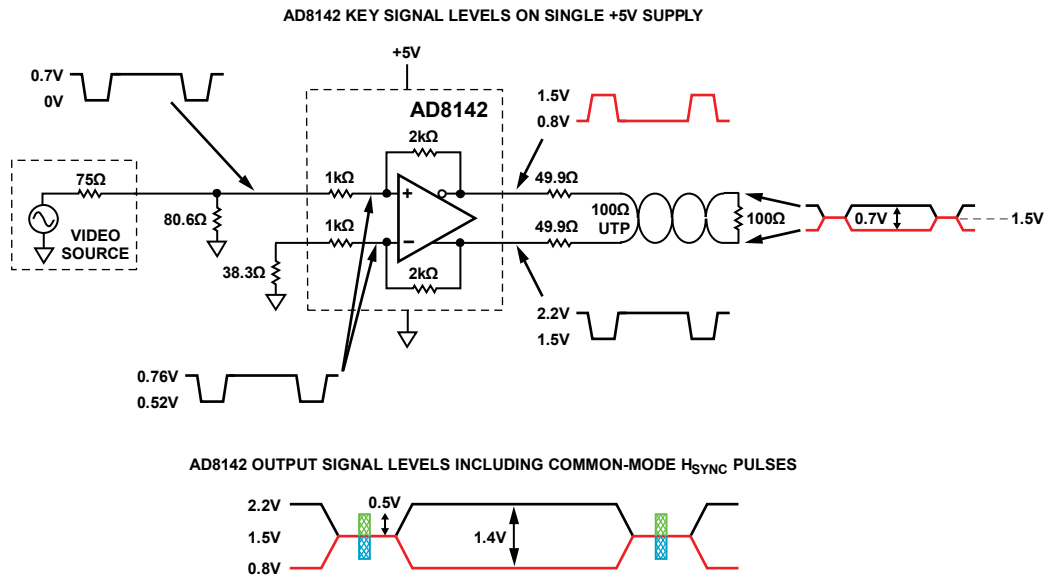 AD8142 KEY SIGNAL LEVELS ON SINGLE +5V SUPPLY
+5V
0.7V
0V
AD8142
1.5V
0.8V
2kΩ
75Ω
1kΩ
49.9Ω
80.6Ω
100Ω
UTP
100Ω
0.7V
1.5V
VIDEO
SOURCE
1kΩ
49.9Ω
38.3Ω
2kΩ
2.2V
1.5V
0.76V
0.52V
AD8142 OUTPUT SIGNAL LEVELS INCLUDING COMMON-MODE HSYNC PULSES
2.2V
0.5V
1.5V
1.4V
0.8V